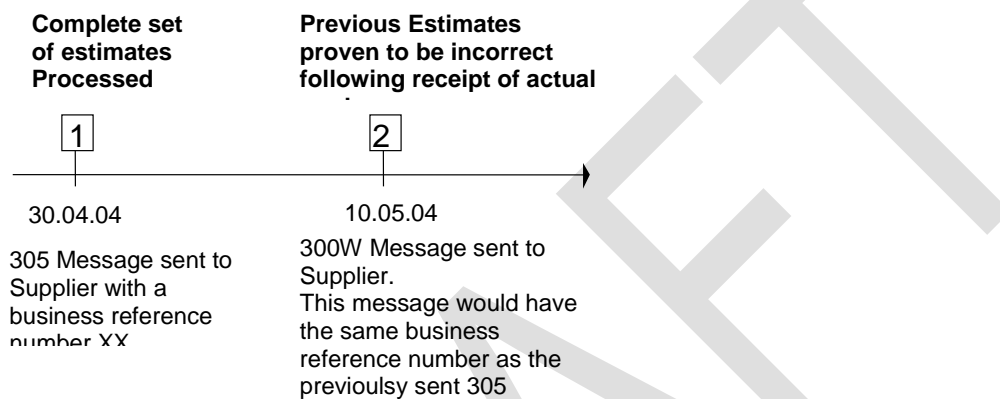 Complete set
of estimates
Processed
Previous Estimates
proven to be incorrect
following receipt of actual
1
2
30.04.04
10.05.04
305 Message sent to
Supplier with a
business reference
number XX
300W Message sent to
Supplier.
This message would have
the same business
reference number as the
previoulsy sent 305